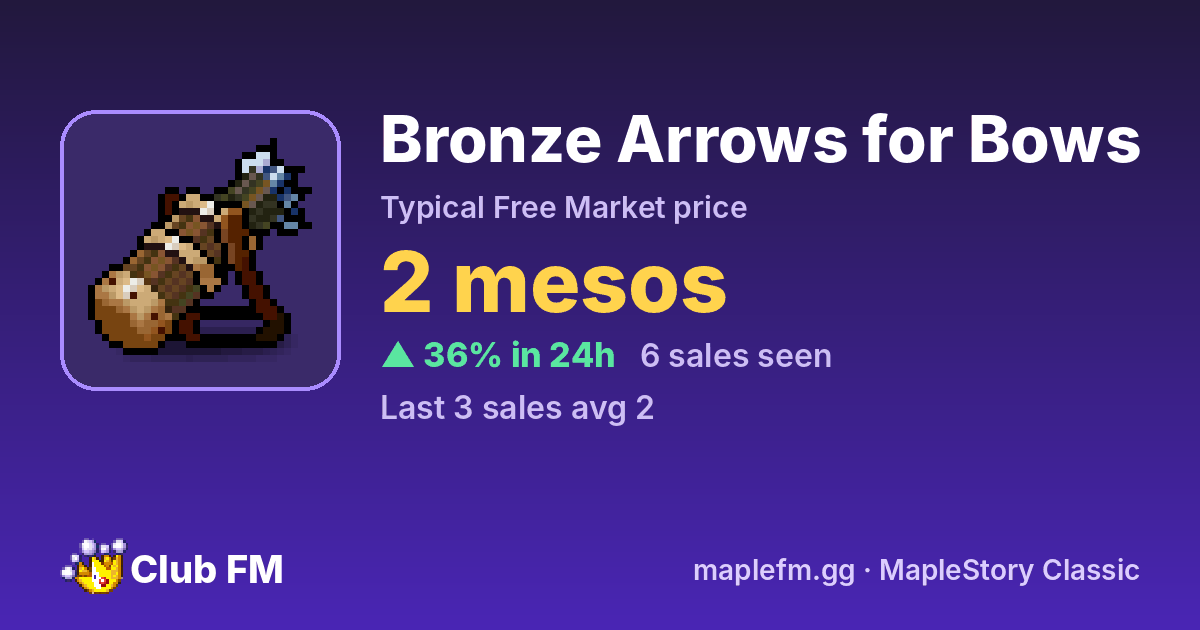 Bronze Arrows for Bows
Typical Free Market price
2 mesos
▲ 36% in 24h 6 sales seen
Last 3 sales avg 2
Club FM
maplefm.gg · MapleStory Classic